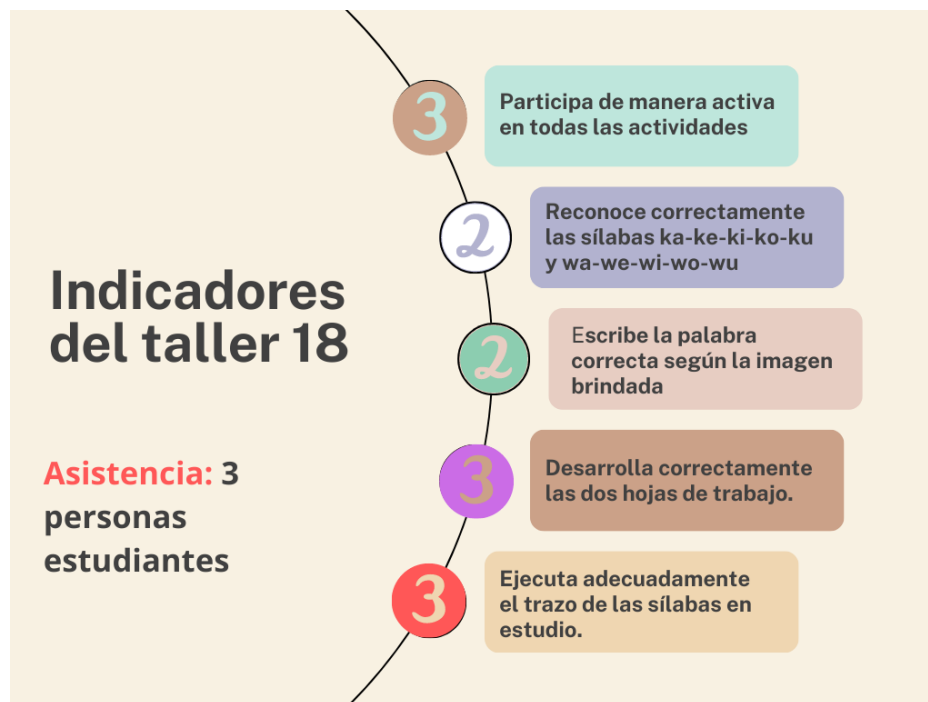 Indicadores
del taller 18
Asistencia: 3
personas
estudiantes
3
Participa de manera activa
en todas las actividades
2
Reconoce correctamente
las sílabas ka-ke-ki-ko-ku
y wa-we-wi-wo-wu
2
Escribe la palabra
correcta según la imagen
brindada
3
Desarrolla correctamente
las dos hojas de trabajo.
3
Ejecuta adecuadamente
el trazo de las sílabas en
estudio.